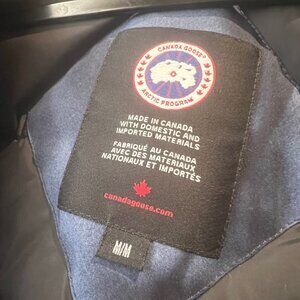 CANADA GOOSE®
ARCTIC PROGRAM
MADE IN CANADA
WITH DOMESTIC AND
IMPORTED MATERIALS
FABRIQUÉ AU CANADA
AVEC DES MATERIAUX
NATIONAUX ET IMPORTÉS
canadagoose.com
M/M